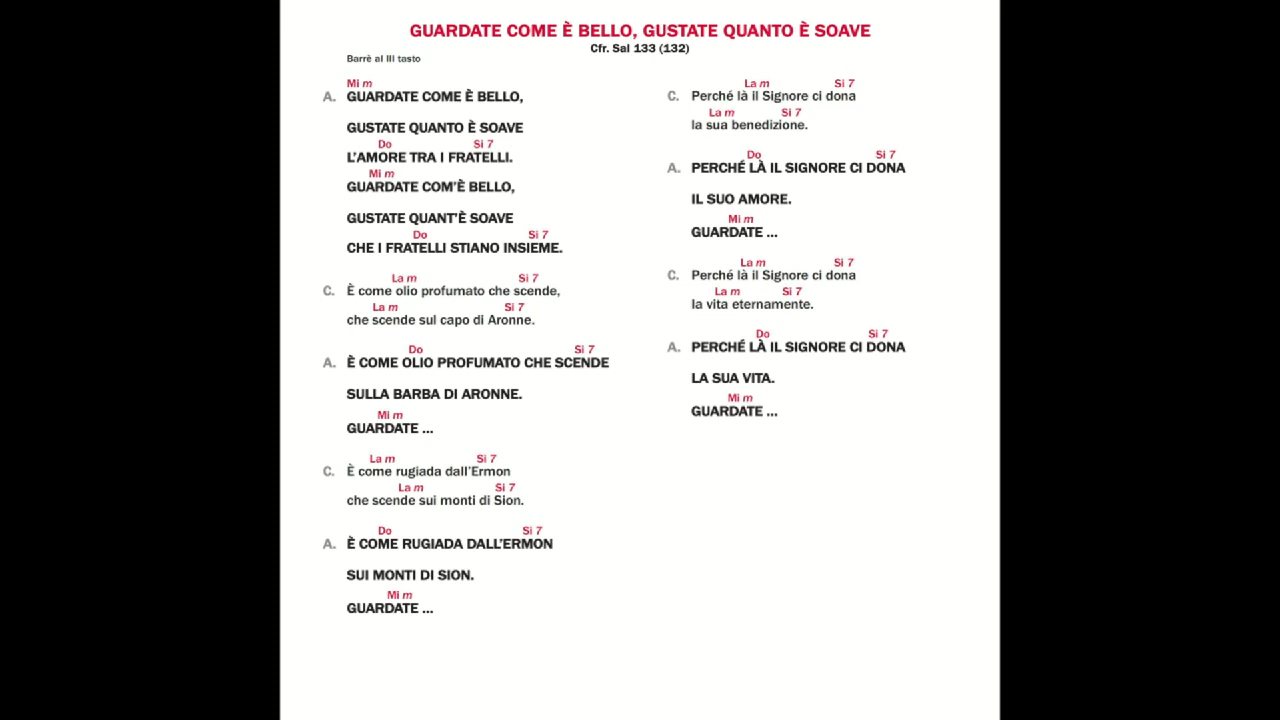 GUARDATE COME È BELLO, GUSTATE QUANTO È SOAVE
Cfr. Sal 133 (132)
Barrè al III tasto
Mi m
A. GUARDATE COME È BELLO,
GUSTATE QUANTO È SOAVE
Do Si 7
L'AMORE TRA I FRATELLI.
Mi m
GUARDATE COM'È BELLO,
GUSTATE QUANT'È SOAVE
Do Si 7
CHE I FRATELLI STIANO INSIEME.
La m Si 7
C. È come olio profumato che scende,
La m Si 7
che scende sul capo di Aronne.
Do Si 7
A. È COME OLIO PROFUMATO CHE SCENDE
SULLA BARBA DI ARONNE.
Mi m
GUARDATE ...
La m Si 7
C. È come rugiada dall'Ermon
La m Si 7
che scende sui monti di Sion.
Do Si 7
A. È COME RUGIADA DALL'ERMON
SUI MONTI DI SION.
Mi m
GUARDATE ...
La m Si 7
C. Perché là il Signore ci dona
La m Si 7
la sua benedizione.
Do Si 7
A. PERCHÉ LÀ IL SIGNORE CI DONA
IL SUO AMORE.
Mi m
GUARDATE ...
La m Si 7
C. Perché là il Signore ci dona
La m Si 7
la vita eternamente.
Do Si 7
A. PERCHÉ LÀ IL SIGNORE CI DONA
LA SUA VITA.
Mi m
GUARDATE ...